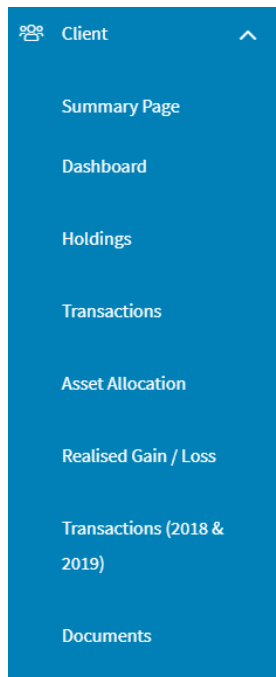 Client
Summary Page
Dashboard
Holdings
Transactions
Asset Allocation
Realised Gain / Loss
Transactions (2018 &
2019)
Documents